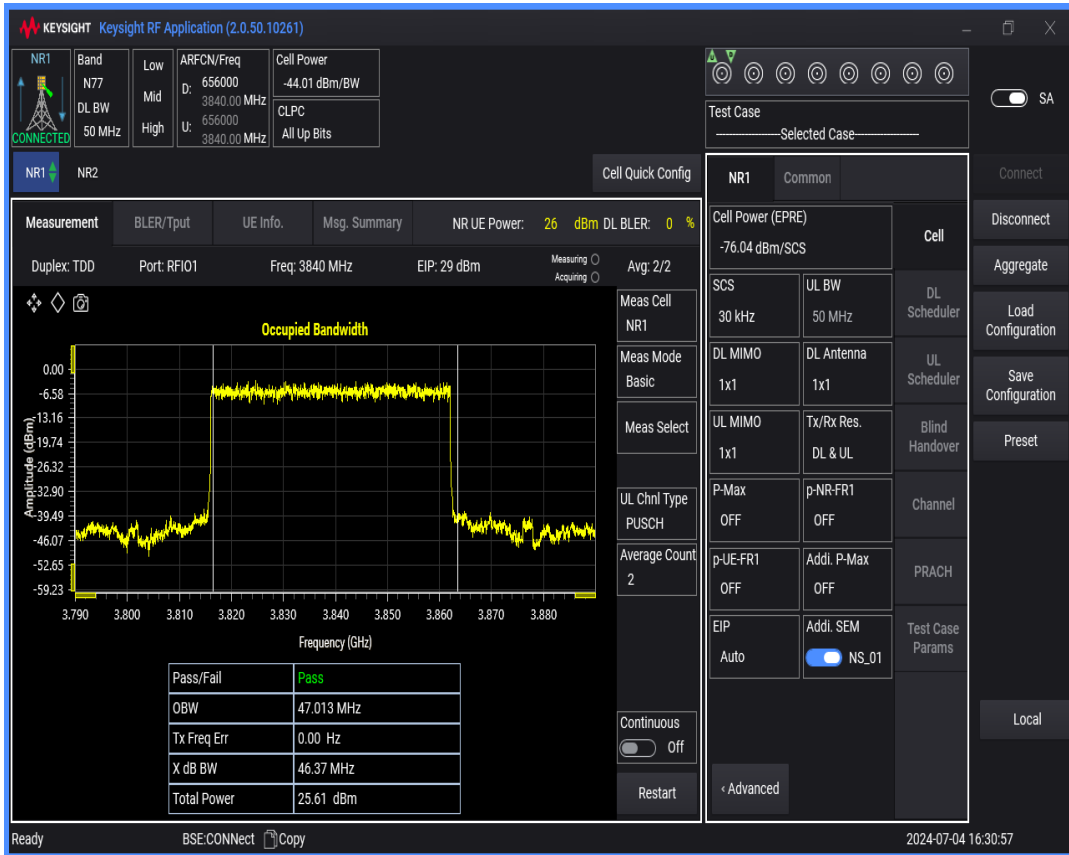 KEYSIGHT Keysight RF Application (2.0.50.10261)
NR1
CONNECTED
Band
N77
DL BW
50 MHz
Low
Mid
High
ARFCN/Freq
D: 656000
3840.00 MHz
U: 656000
3840.00 MHz
Cell Power
-44.01 dBm/BW
CLPC
All Up Bits
Test Case
----Selected Case----
SA
NR1
NR2
Cell Quick Config
Measurement
BLER/Tput
UE Info.
Msg. Summary
NR UE Power: 26 dBm DL BLER: 0 %
Duplex: TDD
Port: RFIO1
Freq: 3840 MHz
EIP: 29 dBm
Measuring
Acquiring
Avg: 2/2
Occupied Bandwidth
Amplitude (dBm)
0.00
-6.58
-13.16
-19.74
-26.32
-32.90
-39.49
-46.07
-52.65
-59.23
3.790 3.800 3.810 3.820 3.830 3.840 3.850 3.860 3.870 3.880
Frequency (GHz)
Pass/Fail Pass
OBW 47.013 MHz
Tx Freq Err 0.00 Hz
X dB BW 46.37 MHz
Total Power 25.61 dBm
Meas Cell
NR1
Meas Mode
Basic
Meas Select
UL Chnl Type
PUSCH
Average Count
2
Continuous
Off
Restart
NR1
Common
Cell Power (EPRE)
-76.04 dBm/SCS
SCS
30 kHz
UL BW
50 MHz
DL MIMO
1x1
DL Antenna
1x1
UL MIMO
1x1
Tx/Rx Res.
DL & UL
P-Max
OFF
p-NR-FR1
OFF
p-UE-FR1
OFF
Addi. P-Max
OFF
EIP
Auto
Addi. SEM
NS_01
‹ Advanced
Cell
DL
Scheduler
UL
Scheduler
Blind
Handover
Channel
PRACH
Test Case
Params
Connect
Disconnect
Aggregate
Load
Configuration
Save
Configuration
Preset
Local
Ready
BSE:CONNect
Copy
2024-07-04 16:30:57